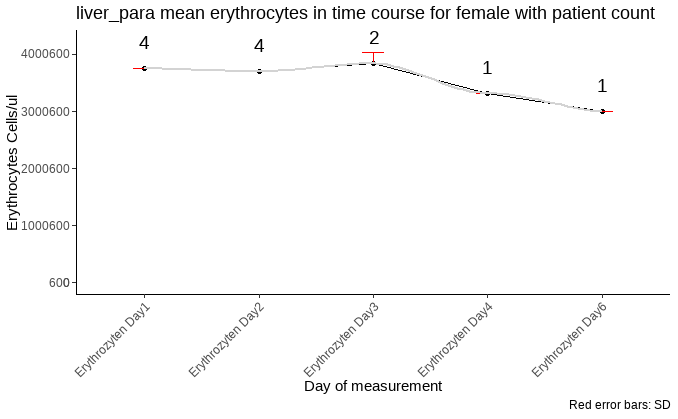 liver_para mean erythrocytes in time course for female with patient count
4
4
2
1
1
4000600
3000600
2000600
1000600
600
Erythrocytes Cells/ul
Erythrozyten Day1
Erythrozyten Day2
Erythrozyten Day3
Erythrozyten Day4
Erythrozyten Day6
Day of measurement
Red error bars: SD